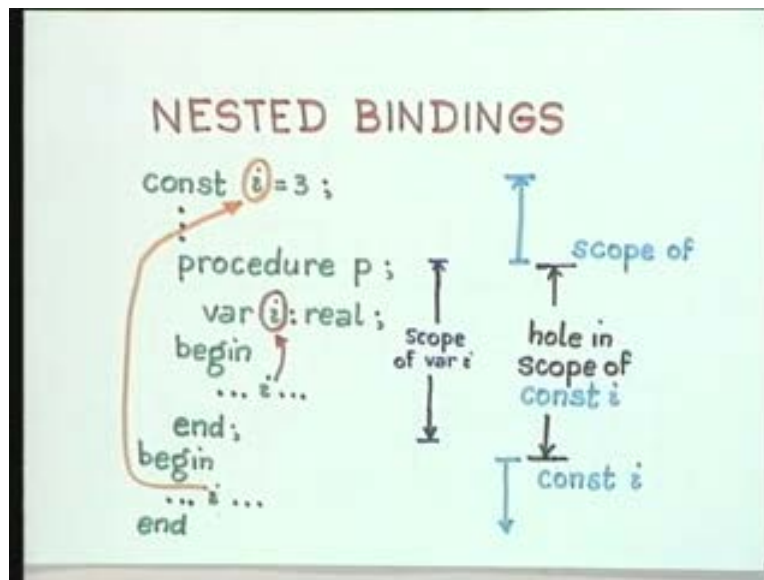 NESTED BINDINGS
const i = 3 ;
⋮
procedure p ;
var i : real ;
begin
... i ...
end ;
begin
... i ...
end
scope
of var i
scope of
hole in
scope of
const i
const i